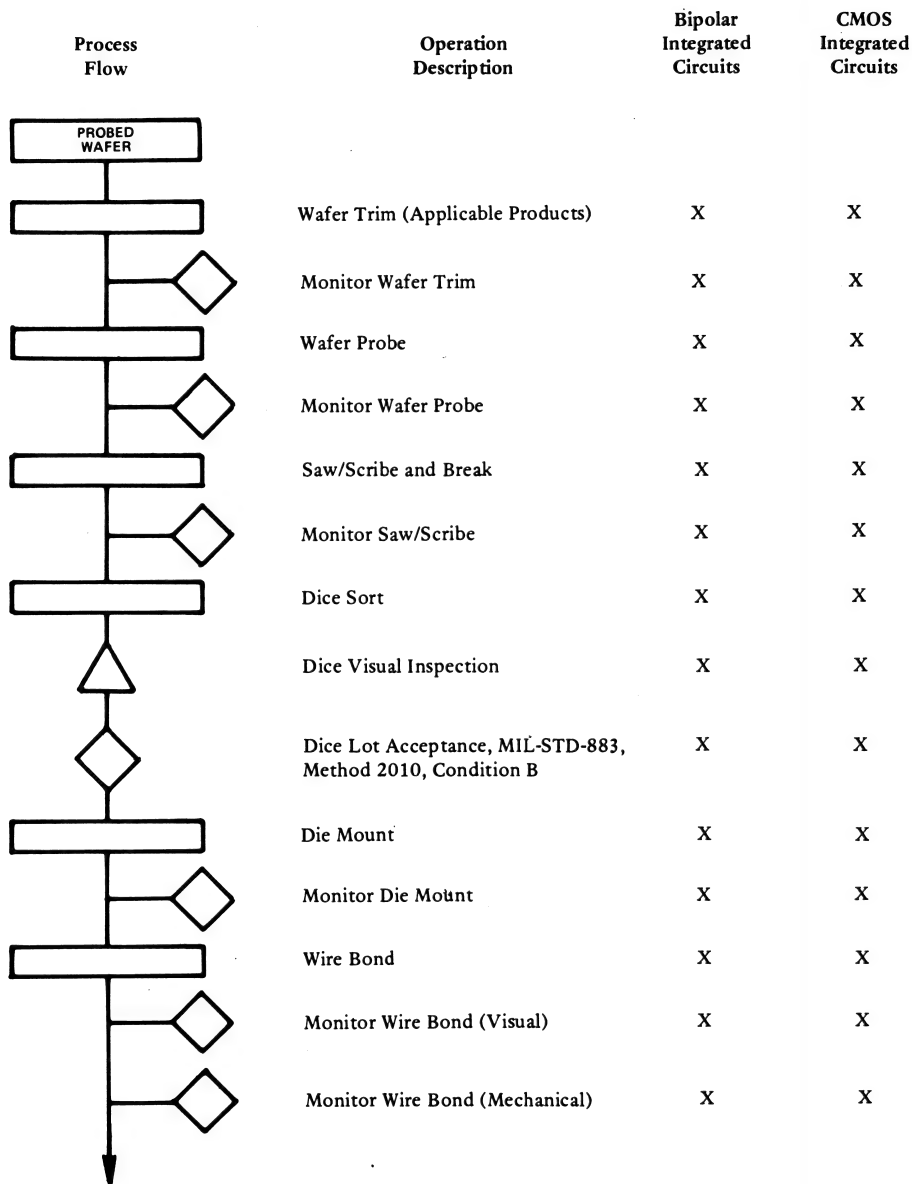 Process
Flow
Operation
Description
Bipolar
Integrated
Circuits
CMOS
Integrated
Circuits
PROBED
WAFER
Wafer Trim (Applicable Products) X X
Monitor Wafer Trim X X
Wafer Probe X X
Monitor Wafer Probe X X
Saw/Scribe and Break X X
Monitor Saw/Scribe X X
Dice Sort X X
Dice Visual Inspection X X
Dice Lot Acceptance, MIL-STD-883, X X
Method 2010, Condition B
Die Mount X X
Monitor Die Mount X X
Wire Bond X X
Monitor Wire Bond (Visual) X X
Monitor Wire Bond (Mechanical) X X